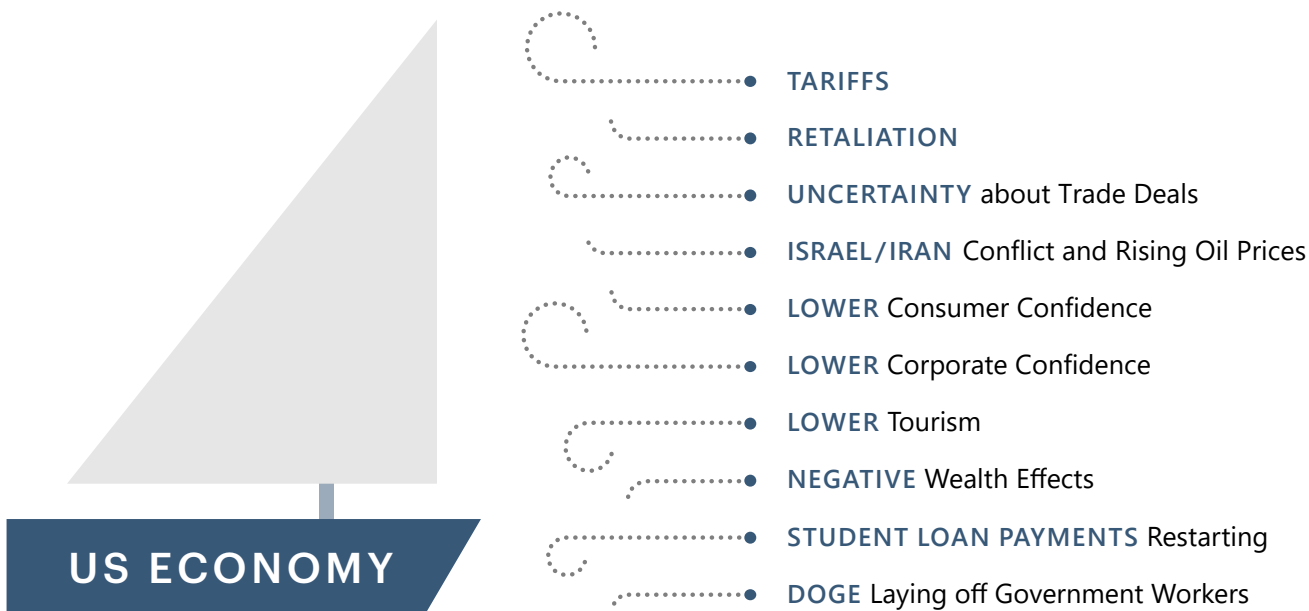 TARIFFS
RETALIATION
UNCERTAINTY about Trade Deals
ISRAEL/IRAN Conflict and Rising Oil Prices
LOWER Consumer Confidence
LOWER Corporate Confidence
LOWER Tourism
NEGATIVE Wealth Effects
STUDENT LOAN PAYMENTS Restarting
DOGE Laying off Government Workers
US ECONOMY